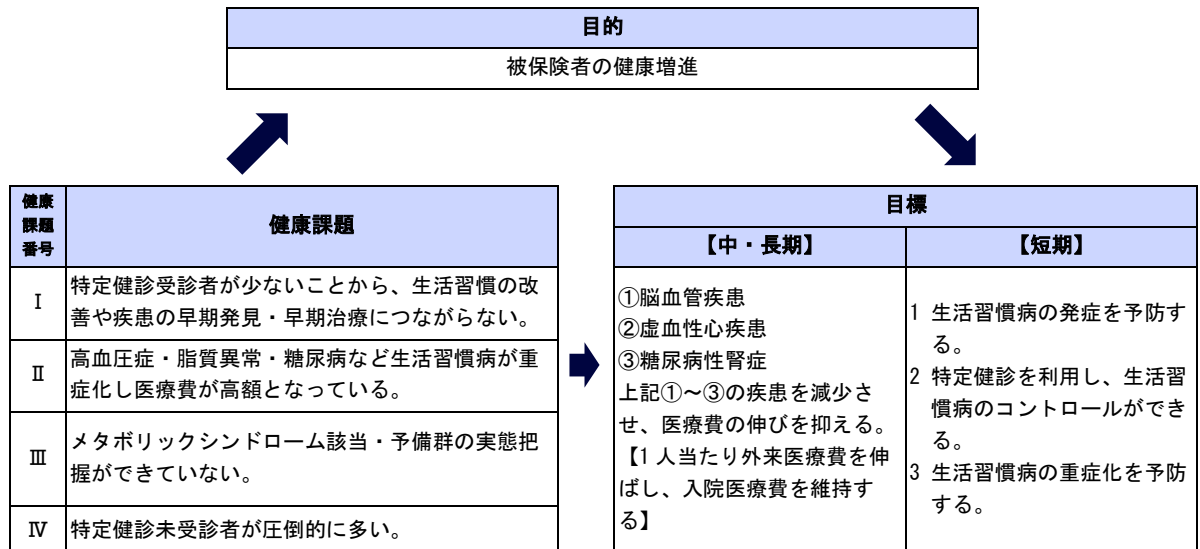 目的
被保険者の健康増進
健康
課題
番号
健康課題
Ⅰ
特定健診受診者が少ないことから、生活習慣の改
善や疾患の早期発見・早期治療につながらない。
Ⅱ
高血圧症・脂質異常・糖尿病など生活習慣病が重
症化し医療費が高額となっている。
Ⅲ
メタボリックシンドローム該当・予備群の実態把
握ができていない。
Ⅳ
特定健診未受診者が圧倒的に多い。
目標
【中・長期】
【短期】
①脳血管疾患
②虚血性心疾患
③糖尿病性腎症
上記①～③の疾患を減少さ
せ、医療費の伸びを抑える。
【1 人当たり外来医療費を伸
ばし、入院医療費を維持す
る】
1 生活習慣病の発症を予防す
る。
2 特定健診を利用し、生活習
慣病のコントロールができ
る。
3 生活習慣病の重症化を予防
する。